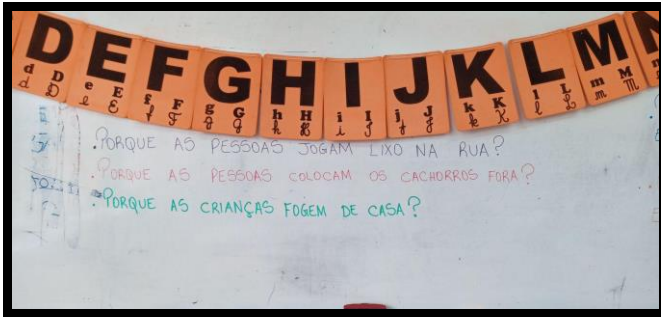 D E F G H I J K L M N
d D e E f F g G h H i I j J k K l L m M
d D e E f F g G h H i I j J k K l L m M
.PORQUE AS PESSOAS JOGAM LIXO NA RUA?
.PORQUE AS PESSOAS COLOCAM OS CACHORROS FORA?
.PORQUE AS CRIANÇAS FOGEM DE CASA?